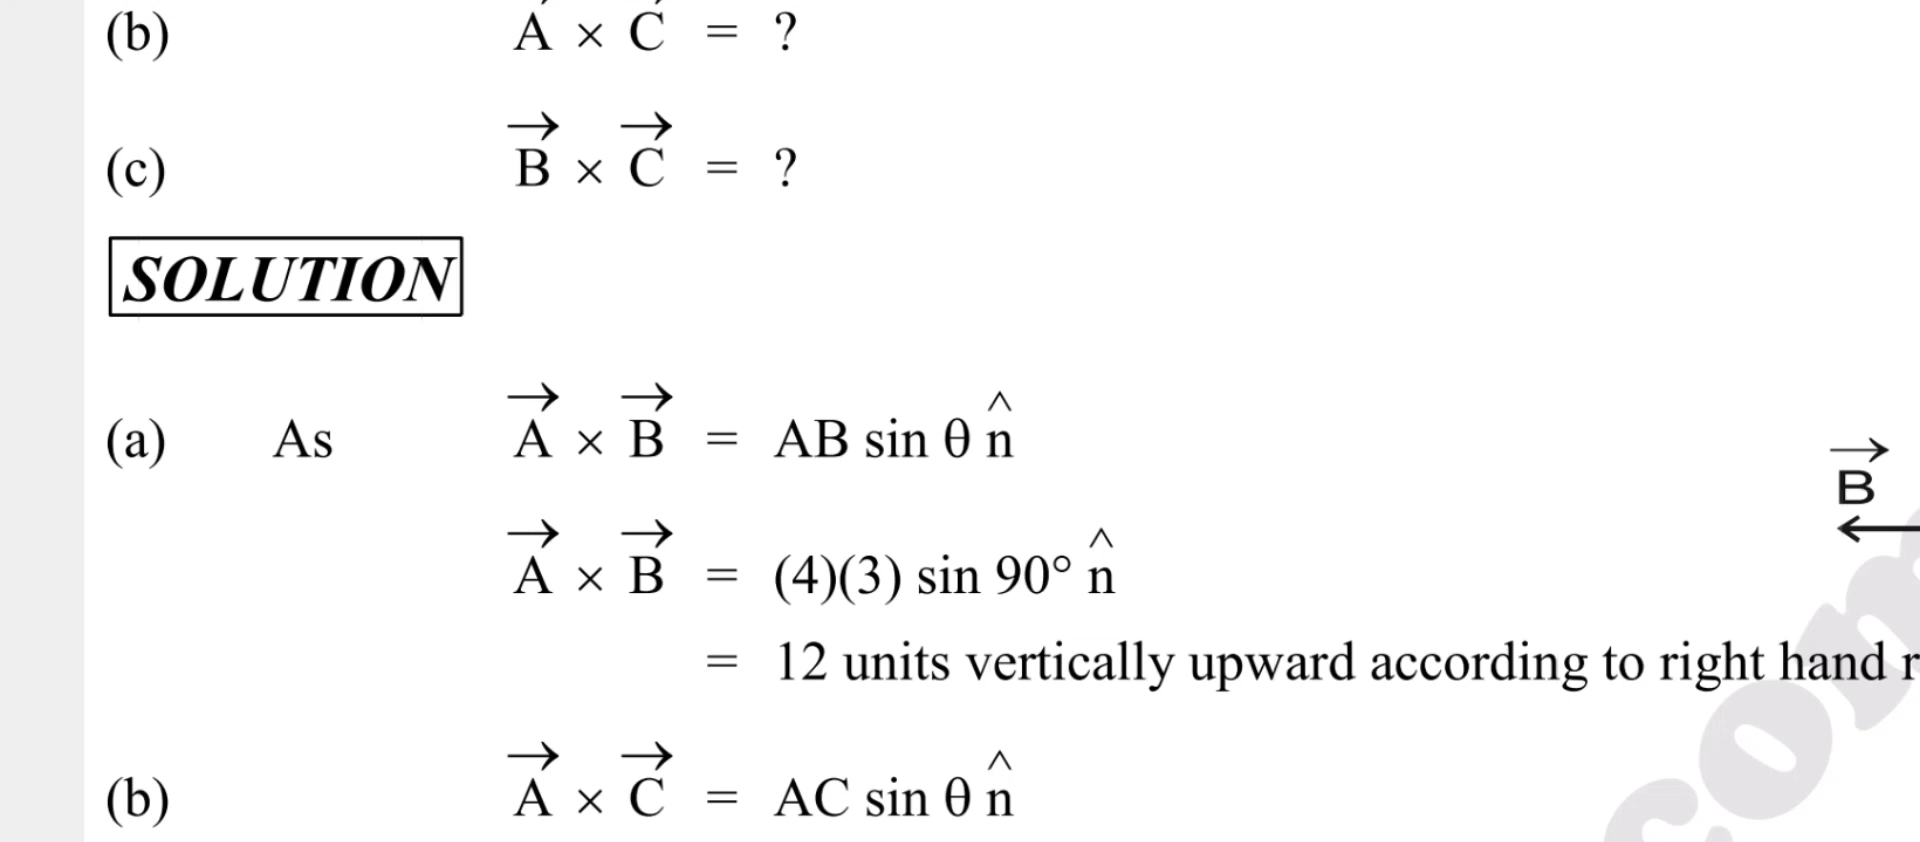 (b) A × C = ?
(c) B⃗ × C⃗ = ?
SOLUTION
(a) As A⃗ × B⃗ = AB sin θ n̂
B⃗
A⃗ × B⃗ = (4)(3) sin 90° n̂
= 12 units vertically upward according to right hand
(b) A⃗ × C⃗ = AC sin θ n̂